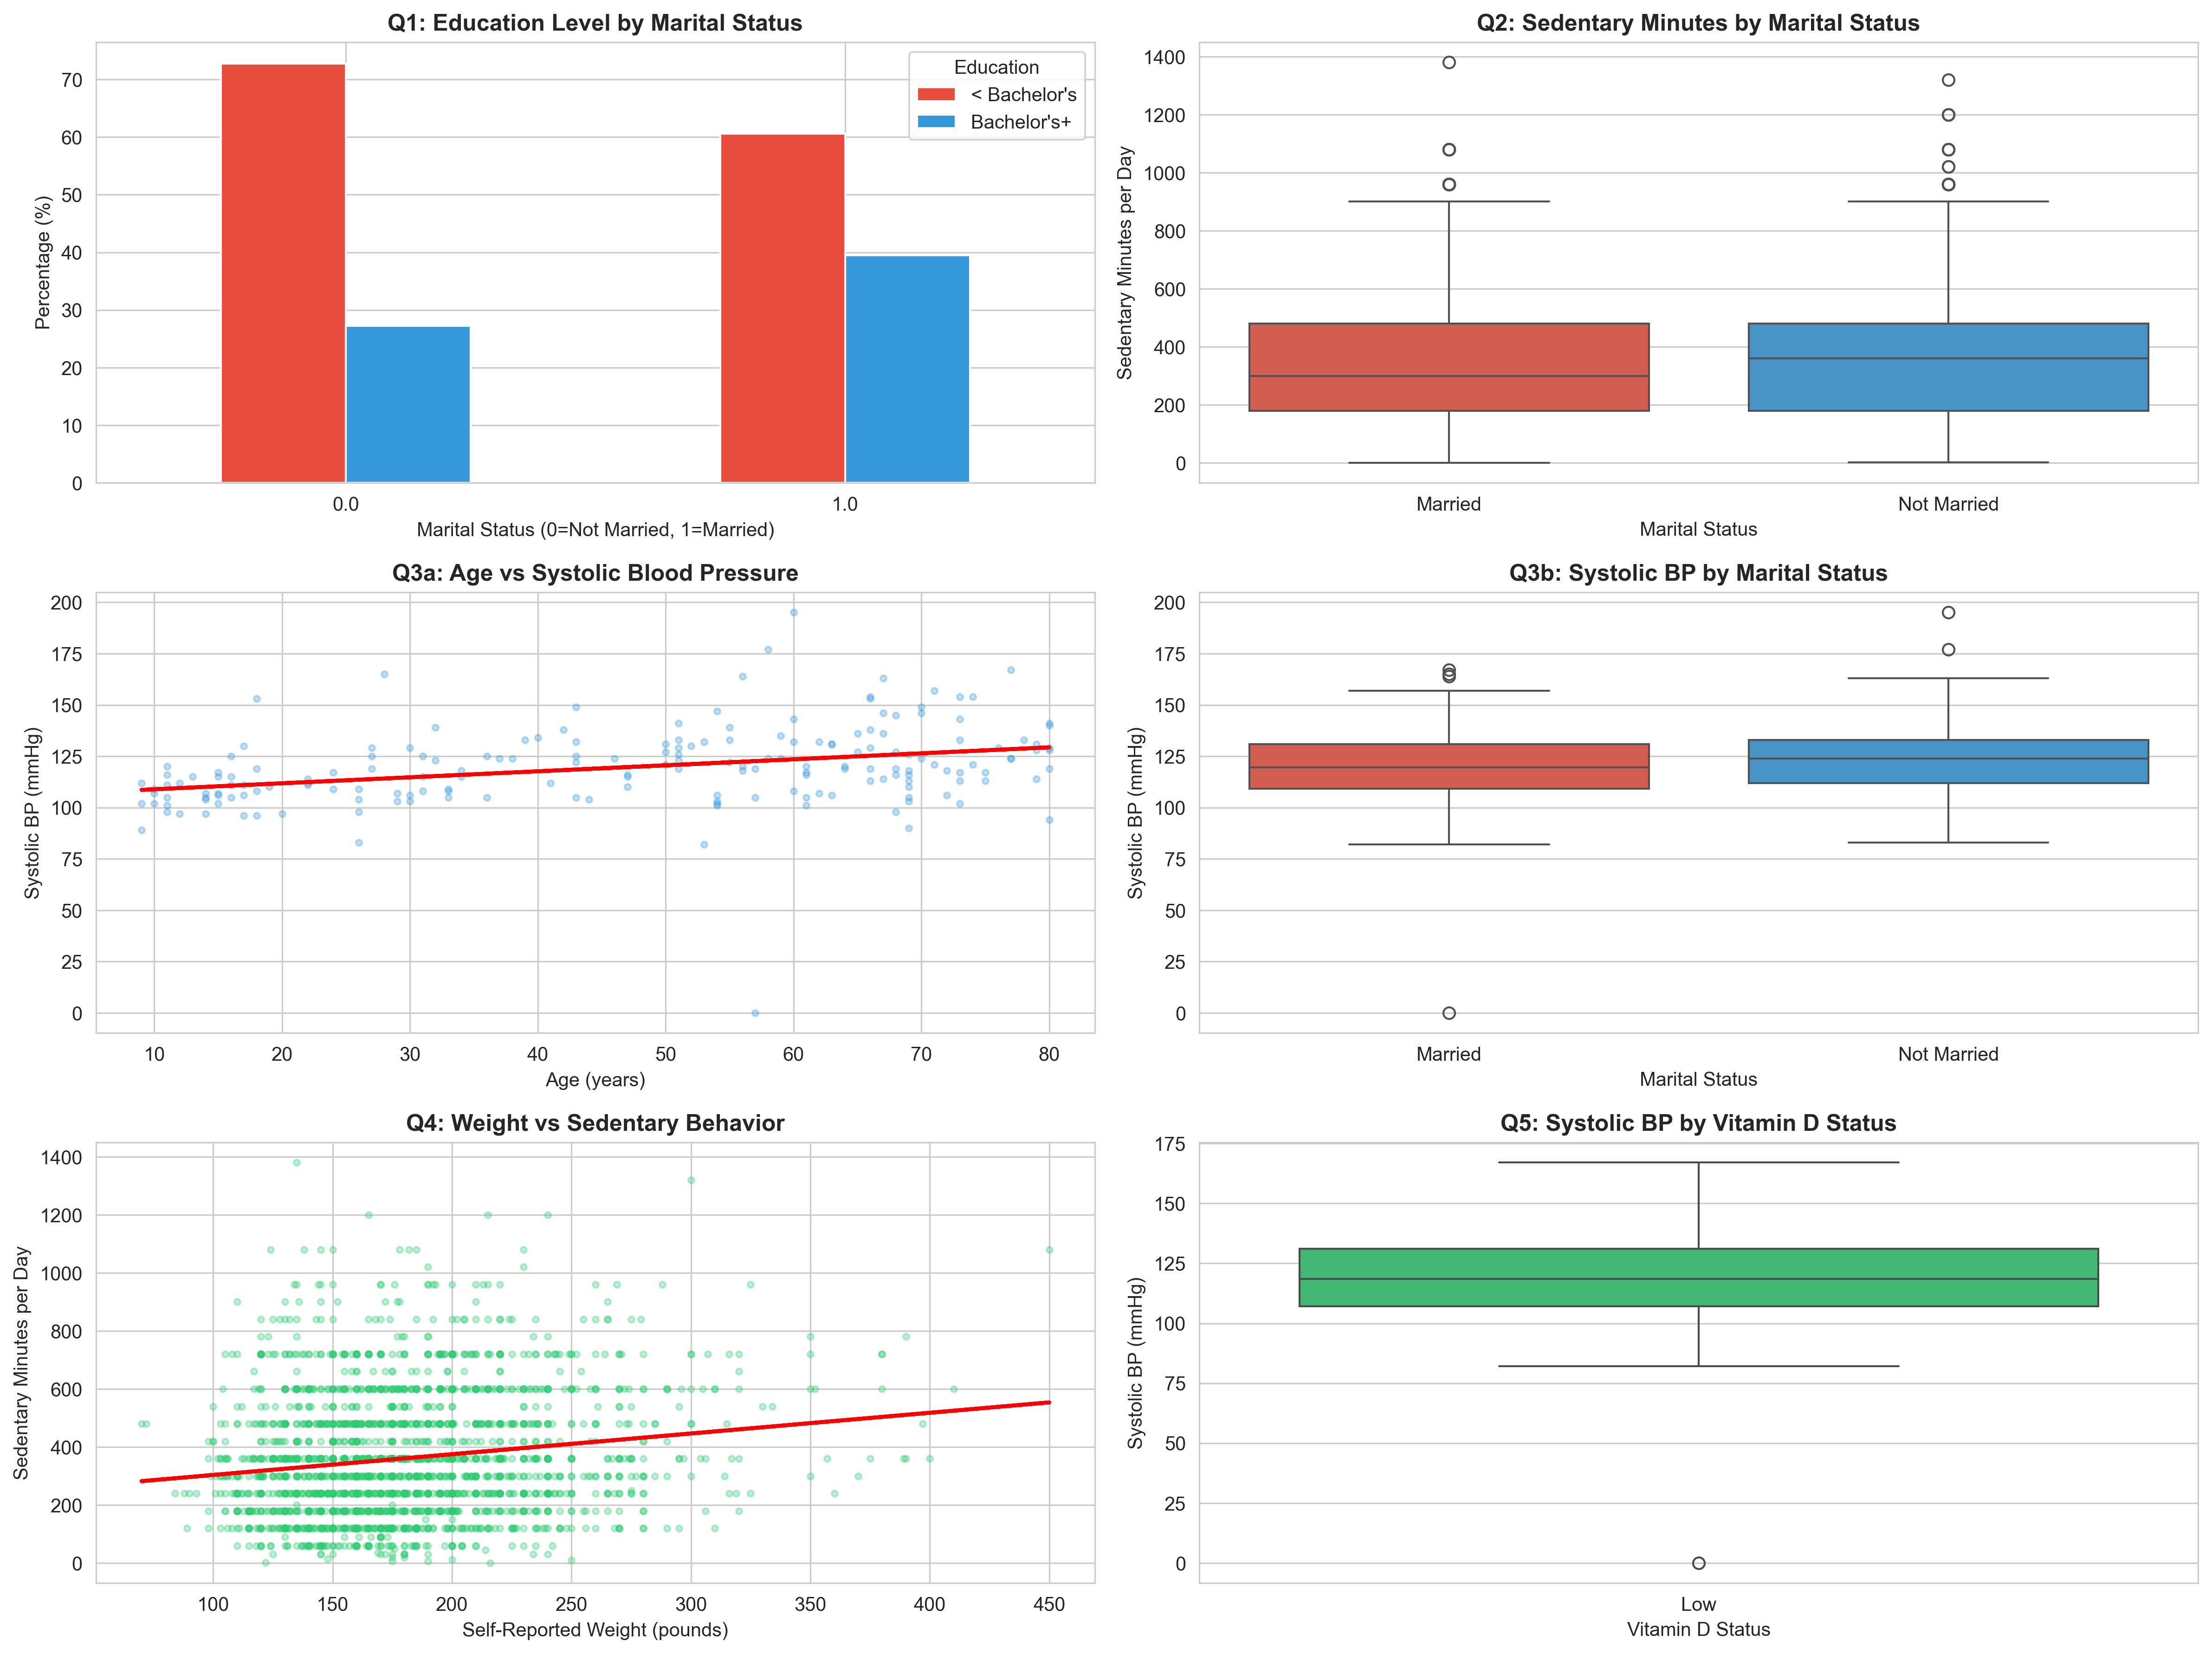 Q1: Education Level by Marital Status
Percentage (%)
70
60
50
40
30
20
10
0
Education
< Bachelor's
Bachelor's+
0.0
1.0
Marital Status (0=Not Married, 1=Married)
Q2: Sedentary Minutes by Marital Status
Sedentary Minutes per Day
1400
1200
1000
800
600
400
200
0
Married
Not Married
Marital Status
Q3a: Age vs Systolic Blood Pressure
Systolic BP (mmHg)
200
175
150
125
100
75
50
25
0
10
20
30
40
50
60
70
80
Age (years)
Q3b: Systolic BP by Marital Status
Systolic BP (mmHg)
200
175
150
125
100
75
50
25
0
Married
Not Married
Marital Status
Q4: Weight vs Sedentary Behavior
Sedentary Minutes per Day
1400
1200
1000
800
600
400
200
0
100
150
200
250
300
350
400
450
Self-Reported Weight (pounds)
Q5: Systolic BP by Vitamin D Status
Systolic BP (mmHg)
175
150
125
100
75
50
25
0
Low
Vitamin D Status